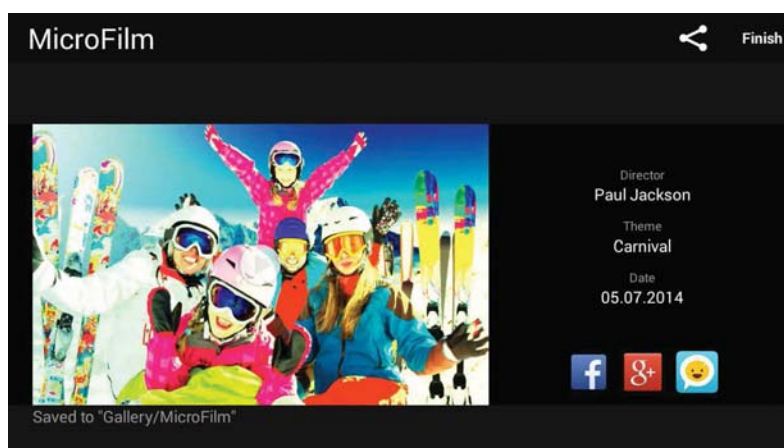 MicroFilm
Finish
Director
Paul Jackson
Theme
Carnival
Date
05.07.2014
f
g+
Saved to "Gallery/MicroFilm"